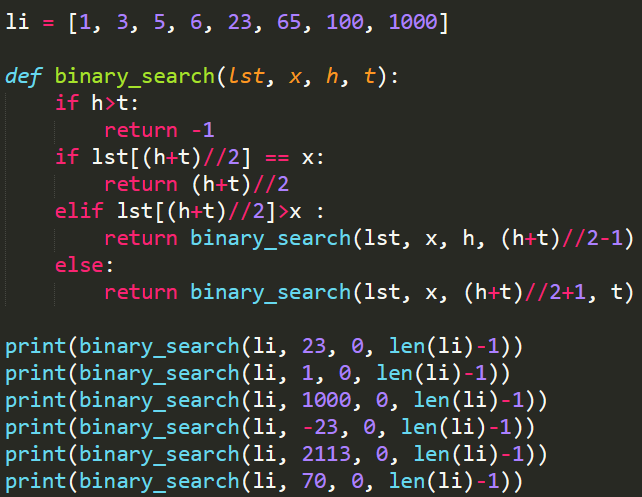 li = [1, 3, 5, 6, 23, 65, 100, 1000]

def binary_search(lst, x, h, t):
    if h>t:
        return -1
    if lst[(h+t)//2] == x:
        return (h+t)//2
    elif lst[(h+t)//2]>x :
        return binary_search(lst, x, h, (h+t)//2-1)
    else:
        return binary_search(lst, x, (h+t)//2+1, t)

print(binary_search(li, 23, 0, len(li)-1))
print(binary_search(li, 1, 0, len(li)-1))
print(binary_search(li, 1000, 0, len(li)-1))
print(binary_search(li, -23, 0, len(li)-1))
print(binary_search(li, 2113, 0, len(li)-1))
print(binary_search(li, 70, 0, len(li)-1))